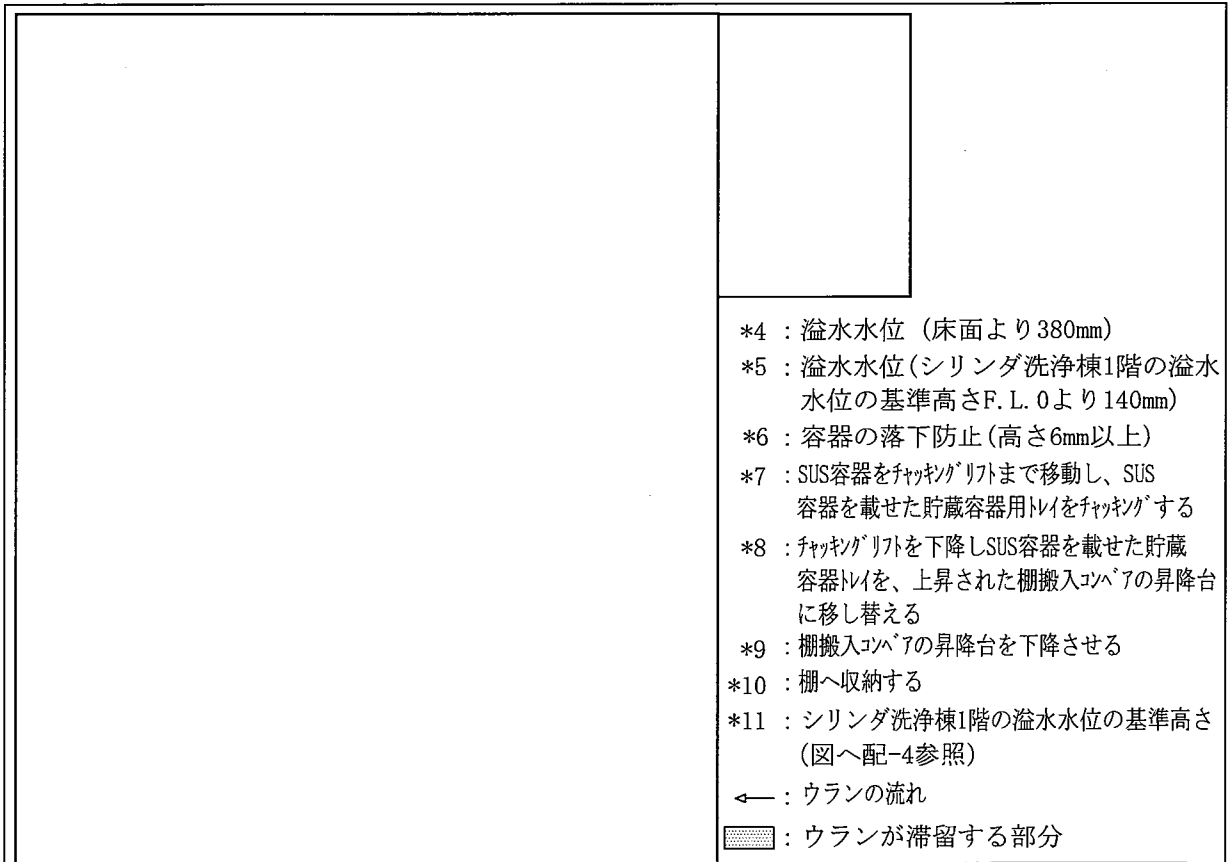 *4 : 溢水水位 (床面より380mm)
*5 : 溢水水位(シリンダ洗浄棟1階の溢水
水位の基準高さF.L.0より140mm)
*6 : 容器の落下防止(高さ6mm以上)
*7 : SUS容器をﾁｬｯｷﾝｸﾞﾘﾌﾄまで移動し、SUS
容器を載せた貯蔵容器用ﾄﾚｲをﾁｬｯｷﾝｸﾞする
*8 : ﾁｬｯｷﾝｸﾞﾘﾌﾄを下降しSUS容器を載せた貯蔵
容器ﾄﾚｲを、上昇された棚搬入ｺﾝﾍﾞｱの昇降台
に移し替える
*9 : 棚搬入ｺﾝﾍﾞｱの昇降台を下降させる
*10 : 棚へ収納する
*11 : シリンダ洗浄棟1階の溢水水位の基準高さ
(図へ配-4参照)
: ウランの流れ
: ウランが滞留する部分